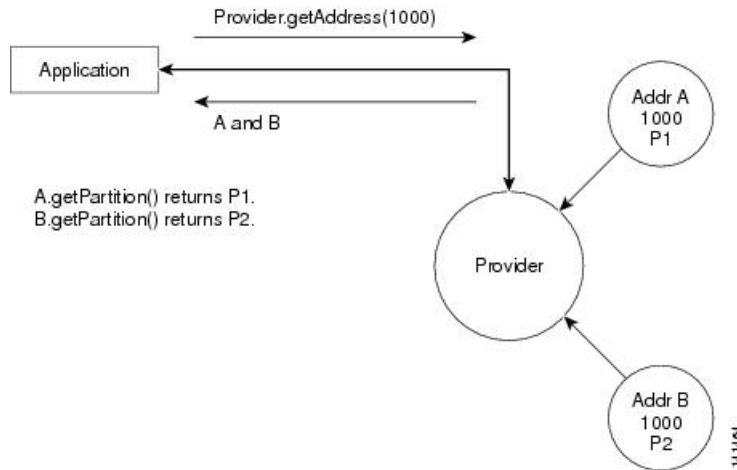 Provider.getAddress(1000)
Application
A and B
Addr A
1000
P1
A.getPartition() returns P1.
B.getPartition() returns P2.
Provider
Addr B
1000
P2